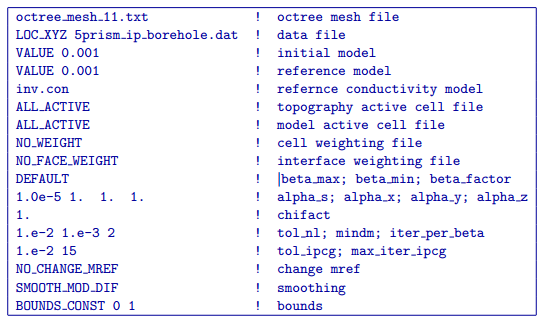 octree_mesh_11.txt ! octree mesh file
LOC_XYZ 5prism_ip_borehole.dat ! data file
VALUE 0.001 ! initial model
VALUE 0.001 ! reference model
inv.con ! refernce conductivity model
ALL_ACTIVE ! topography active cell file
ALL_ACTIVE ! model active cell file
NO_WEIGHT ! cell weighting file
NO_FACE_WEIGHT ! interface weighting file
DEFAULT ! |beta_max; beta_min; beta_factor
1.0e-5 1. 1. 1. ! alpha_s; alpha_x; alpha_y; alpha_z
1. ! chifact
1.e-2 1.e-3 2 ! tol_nl; mindm; iter_per_beta
1.e-2 15 ! tol_ipcg; max_iter_ipcg
NO_CHANGE_MREF ! change mref
SMOOTH_MOD_DIF ! smoothing
BOUNDS_CONST 0 1 ! bounds